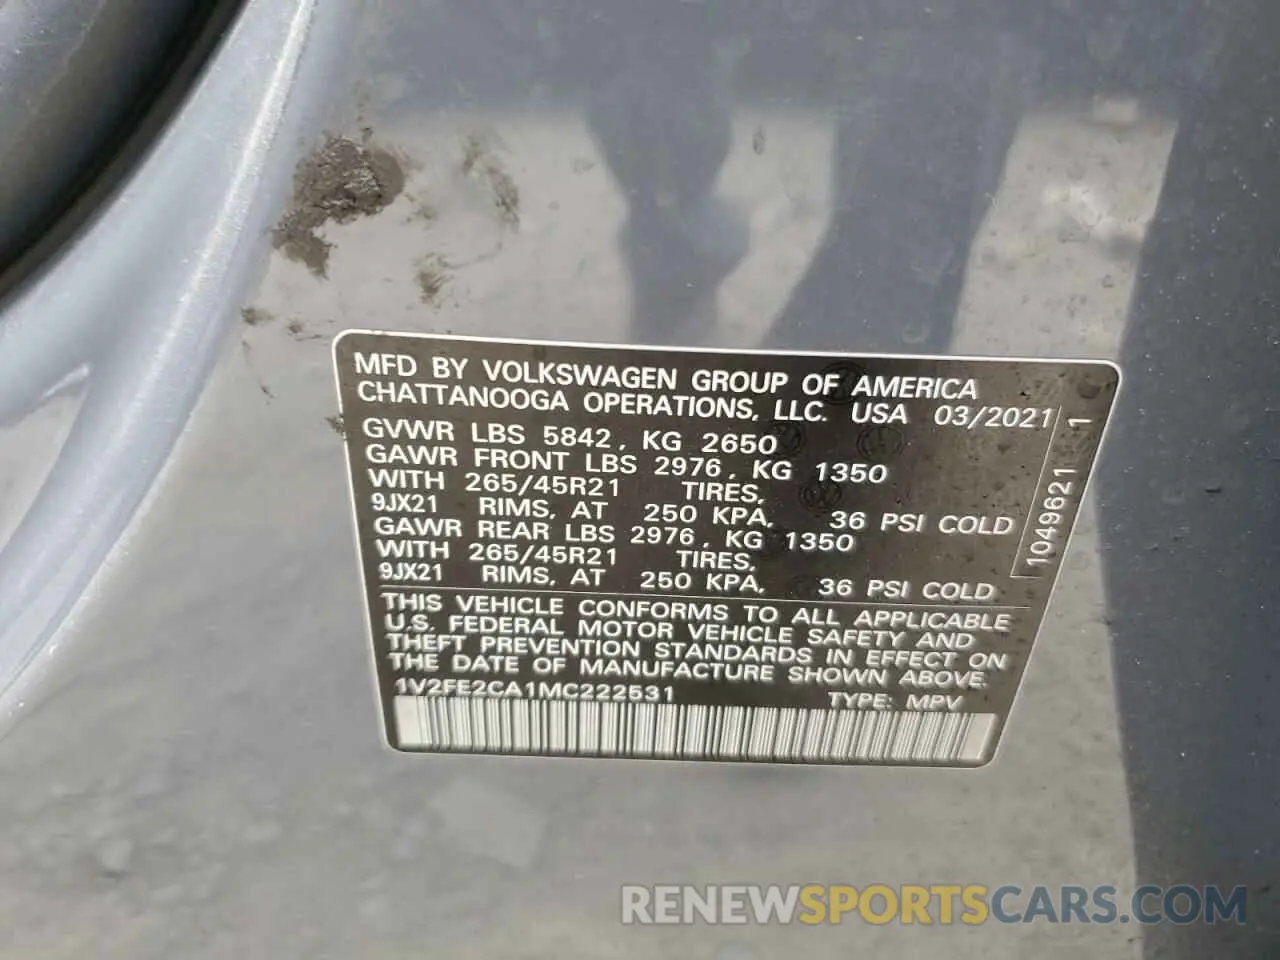 MFD BY VOLKSWAGEN GROUP OF AMERICA
CHATTANOOGA OPERATIONS, LLC. USA 03/2021
GVWR LBS 5842, KG 2650
GAWR FRONT LBS 2976, KG 1350
WITH 265/45R21 TIRES,
9JX21 RIMS, AT 250 KPA, 36 PSI COLD
GAWR REAR LBS 2976, KG 1350
WITH 265/45R21 TIRES,
9JX21 RIMS, AT 250 KPA, 36 PSI COLD
THIS VEHICLE CONFORMS TO ALL APPLICABLE
U.S. FEDERAL MOTOR VEHICLE SAFETY AND
THEFT PREVENTION STANDARDS IN EFFECT ON
THE DATE OF MANUFACTURE SHOWN ABOVE.
1V2FE2CA1MC222531 TYPE: MPV
1049621 1
RENEWSPORTSCARS.COM